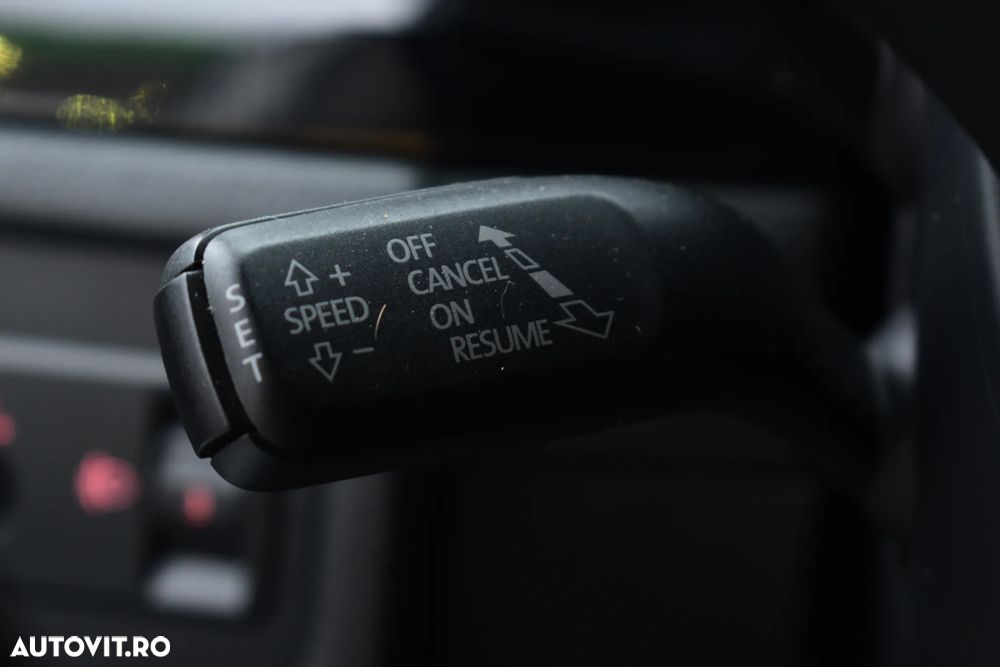 SET
+
SPEED
-
OFF
CANCEL
ON
RESUME
AUTOVIT.RO